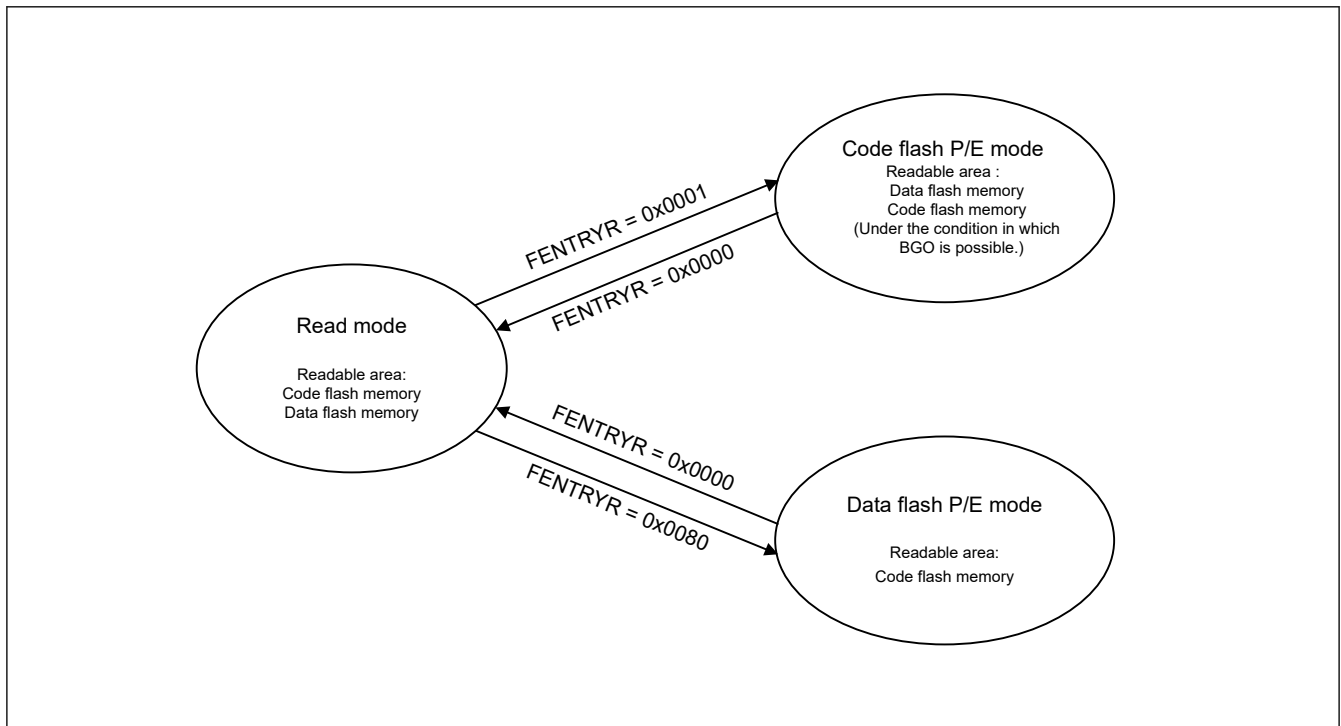 Code flash P/E mode
Readable area :
Data flash memory
Code flash memory
(Under the condition in which
BGO is possible.)
FENTRYR = 0x0001
FENTRYR = 0x0000
Read mode
Readable area:
Code flash memory
Data flash memory
FENTRYR = 0x0000
FENTRYR = 0x0080
Data flash P/E mode
Readable area:
Code flash memory